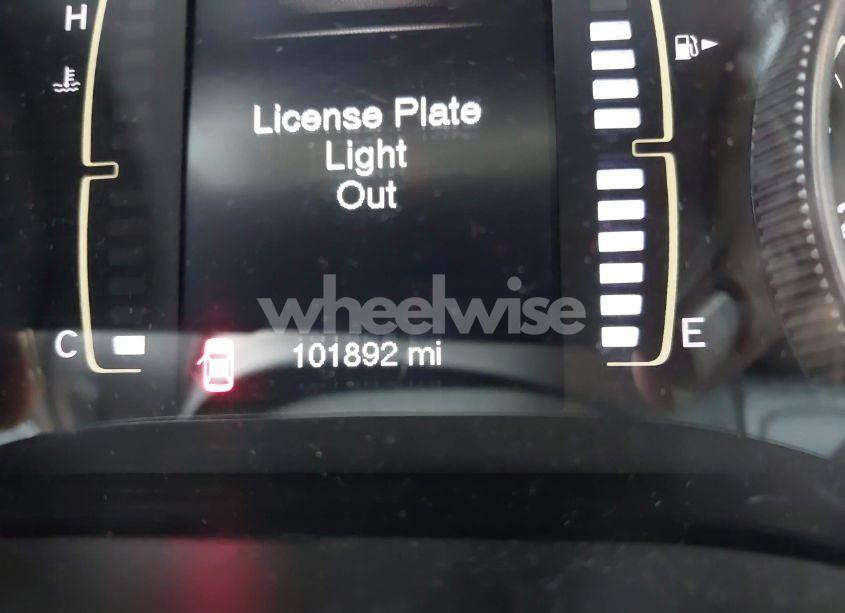 H
License Plate
Light
Out
wheelwise
C
E
101892 mi